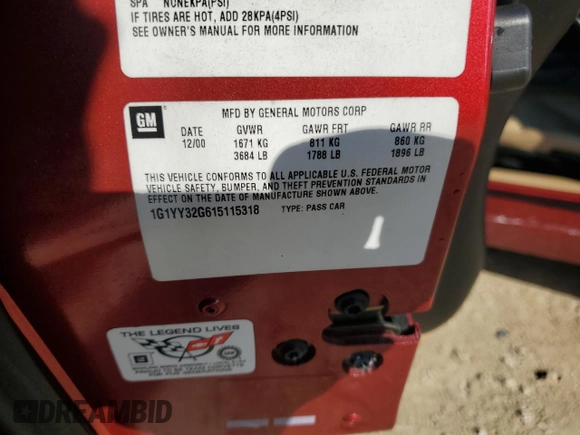 SPA NONEKPA(PSI)
IF TIRES ARE HOT, ADD 28KPA(4PSI)
SEE OWNER'S MANUAL FOR MORE INFORMATION
GM
MFD BY GENERAL MOTORS CORP
DATE GVWR GAWR FRT GAWR RR
12/00 1671 KG 811 KG 860 KG
3684 LB 1788 LB 1896 LB
THIS VEHICLE CONFORMS TO ALL APPLICABLE U.S. FEDERAL MOTOR
VEHICLE SAFETY, BUMPER, AND THEFT PREVENTION STANDARDS IN
EFFECT ON THE DATE OF MANUFACTURE SHOWN ABOVE.
1G1YY32G615115318 TYPE: PASS CAR
1
THE LEGEND LIVES
GM
UAW
DREAMBID